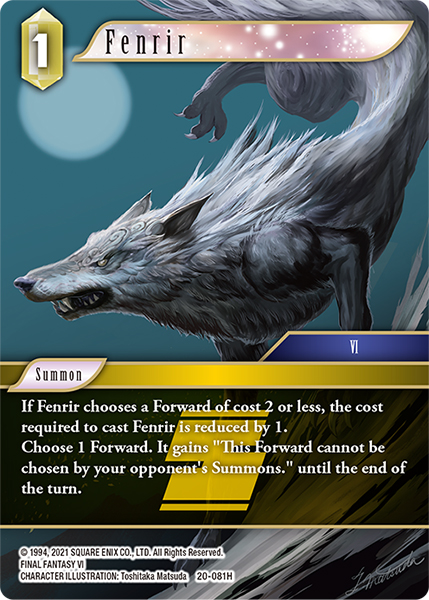 1
Fenrir
VI
Summon
If Fenrir chooses a Forward of cost 2 or less, the cost
required to cast Fenrir is reduced by 1.
Choose 1 Forward. It gains "This Forward cannot be
chosen by your opponent's Summons." until the end of
the turn.
© 1994, 2021 SQUARE ENIX CO., LTD. All Rights Reserved.
FINAL FANTASY VI
CHARACTER ILLUSTRATION: Toshitaka Matsuda 20-081H